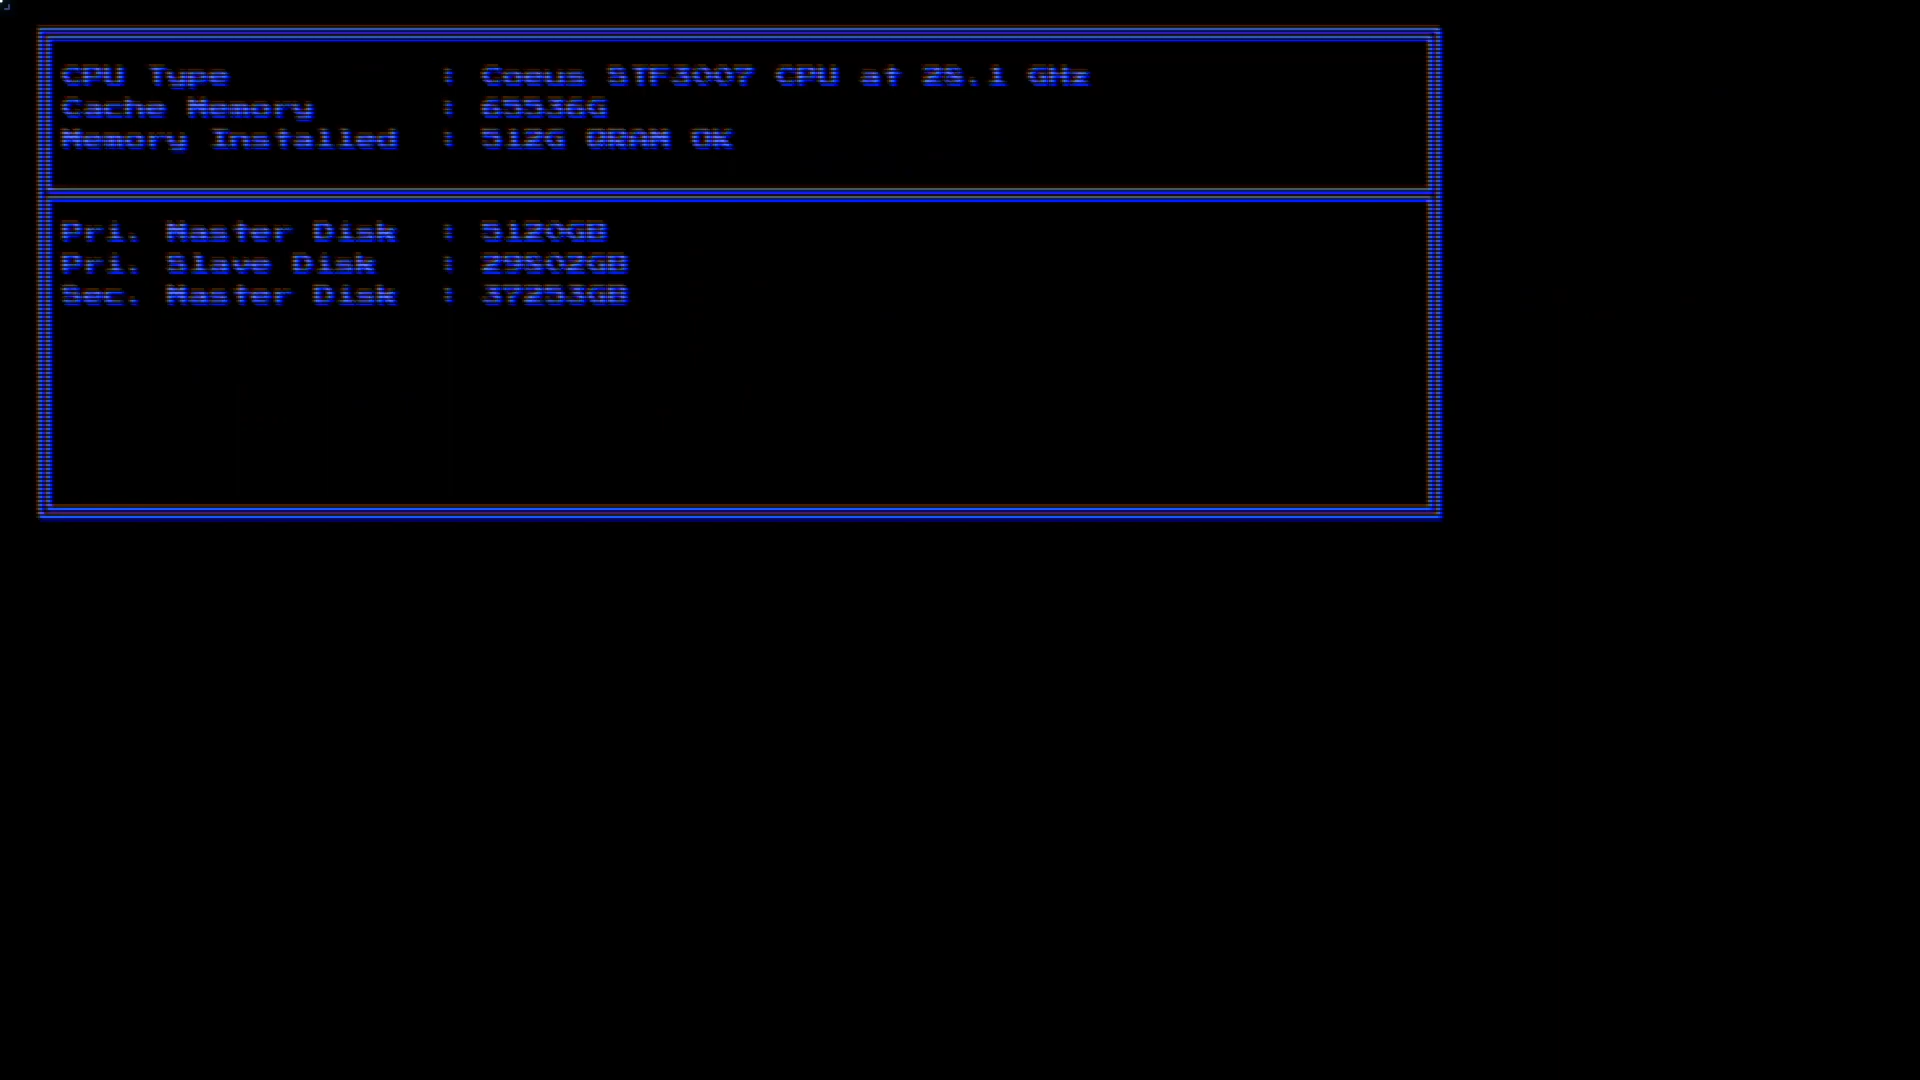 CPU Type : Coeus STF3007 CPU at 25.1 GHz
Cache Memory : 65536G
Memory Installed : 512G QRAM OK
Pri. Master Disk : 5120GB
Pri. Slave Disk : 29502GB
Sec. Master Disk : 37253GB